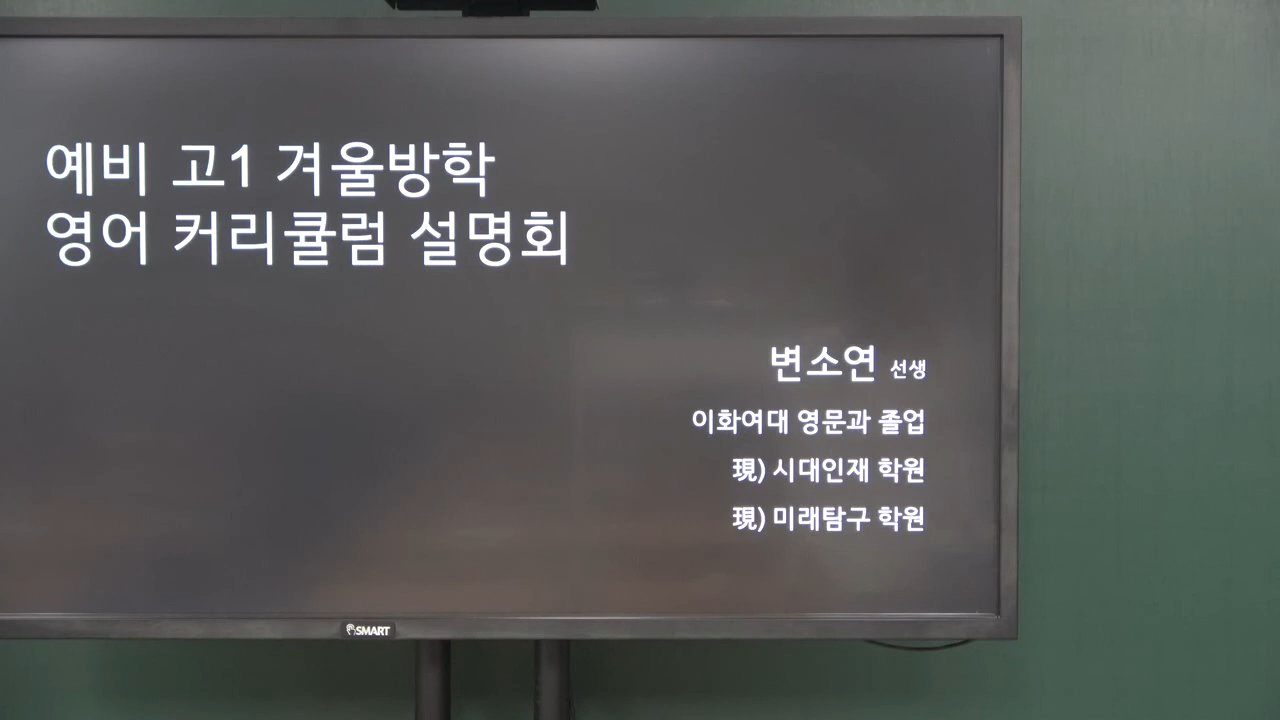 예비 고1 겨울방학
영어 커리큘럼 설명회
변소연 선생
이화여대 영문과 졸업
現) 시대인재 학원
現) 미래탐구 학원
SMART